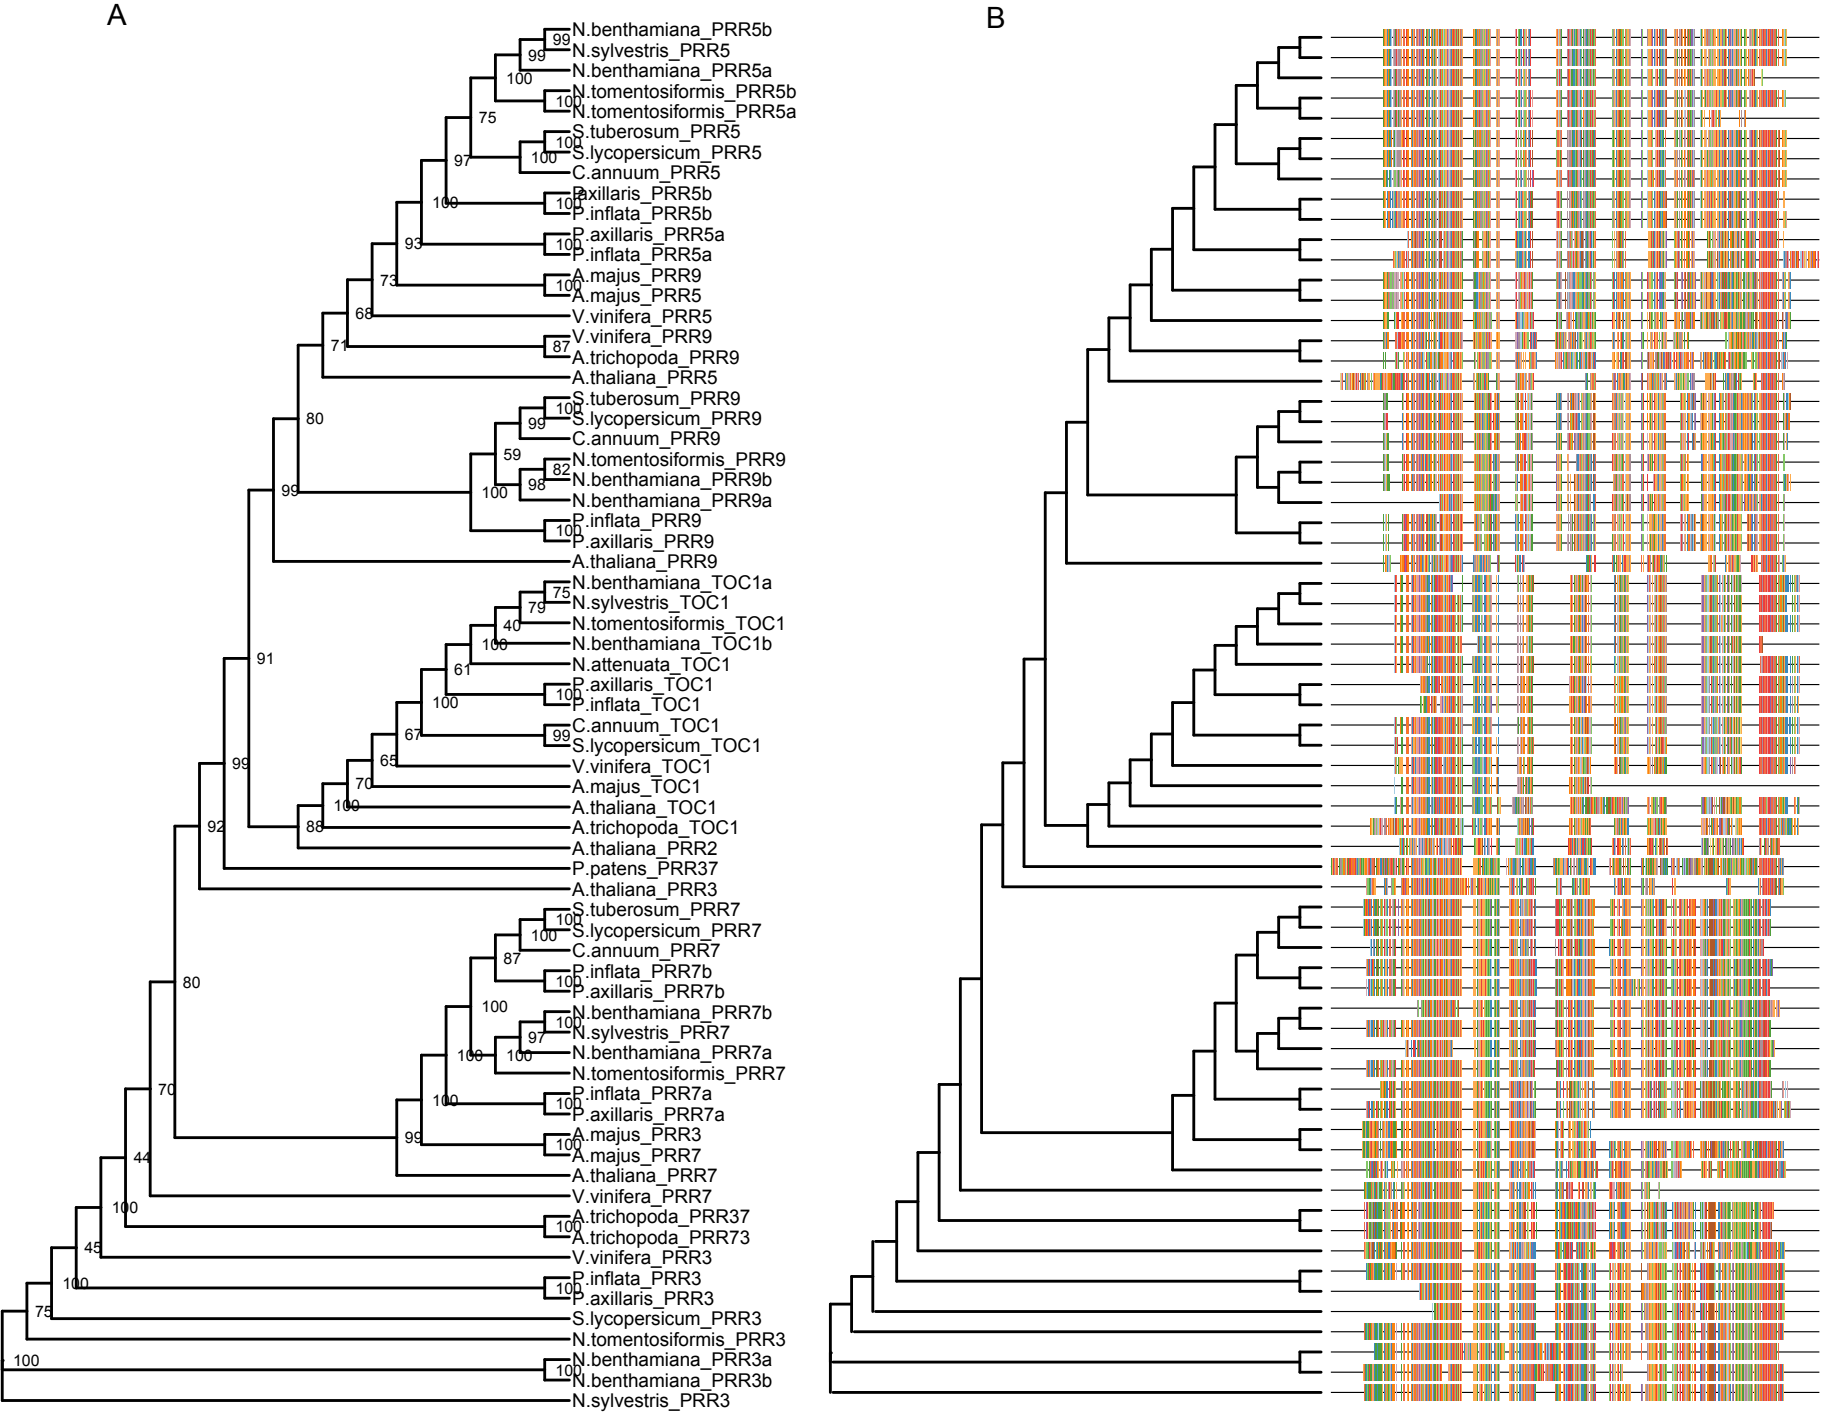 A
B
N.benthamiana_PRR5b
99
N.sylvestris_PRR5
99
N.benthamiana_PRR5a
100
N.tomentosiformis_PRR5b
100
N.tomentosiformis_PRR5a
75
S.tuberosum_PRR5
100
S.lycopersicum_PRR5
100
97
C.annuum_PRR5
P.axillaris_PRR5b
100
100
P.inflata_PRR5b
P.axillaris_PRR5a
93
100
P.inflata_PRR5a
A.majus_PRR9
73
100
A.majus_PRR5
68
V.vinifera_PRR5
V.vinifera_PRR9
71
87
A.trichopoda_PRR9
A.thaliana_PRR5
S.tuberosum_PRR9
100
80
S.lycopersicum_PRR9
99
C.annuum_PRR9
59
N.tomentosiformis_PRR9
82
N.benthamiana_PRR9b
98
99
100
N.benthamiana_PRR9a
P.inflata_PRR9
100
P.axillaris_PRR9
A.thaliana_PRR9
N.benthamiana_TOC1a
75
N.sylvestris_TOC1
79
N.tomentosiformis_TOC1
40
N.benthamiana_TOC1b
100
91
N.attenuata_TOC1
61
P.axillaris_TOC1
100
100
P.inflata_TOC1
C.annuum_TOC1
67
99
S.lycopersicum_TOC1
99
65
V.vinifera_TOC1
70
A.majus_TOC1
100
A.thaliana_TOC1
92
88
A.trichopoda_TOC1
A.thaliana_PRR2
P.patens_PRR37
A.thaliana_PRR3
S.tuberosum_PRR7
100
S.lycopersicum_PRR7
100
C.annuum_PRR7
87
P.inflata_PRR7b
80
100
P.axillaris_PRR7b
100
N.benthamiana_PRR7b
100
N.sylvestris_PRR7
97
N.benthamiana_PRR7a
100
100
N.tomentosiformis_PRR7
70
P.inflata_PRR7a
100
100
P.axillaris_PRR7a
A.majus_PRR3
99
100
A.majus_PRR7
44
A.thaliana_PRR7
V.vinifera_PRR7
100
A.trichopoda_PRR37
100
A.trichopoda_PRR73
45
V.vinifera_PRR3
P.inflata_PRR3
100
100
P.axillaris_PRR3
75
S.lycopersicum_PRR3
N.tomentosiformis_PRR3
100
N.benthamiana_PRR3a
100
N.benthamiana_PRR3b
N.sylvestris_PRR3